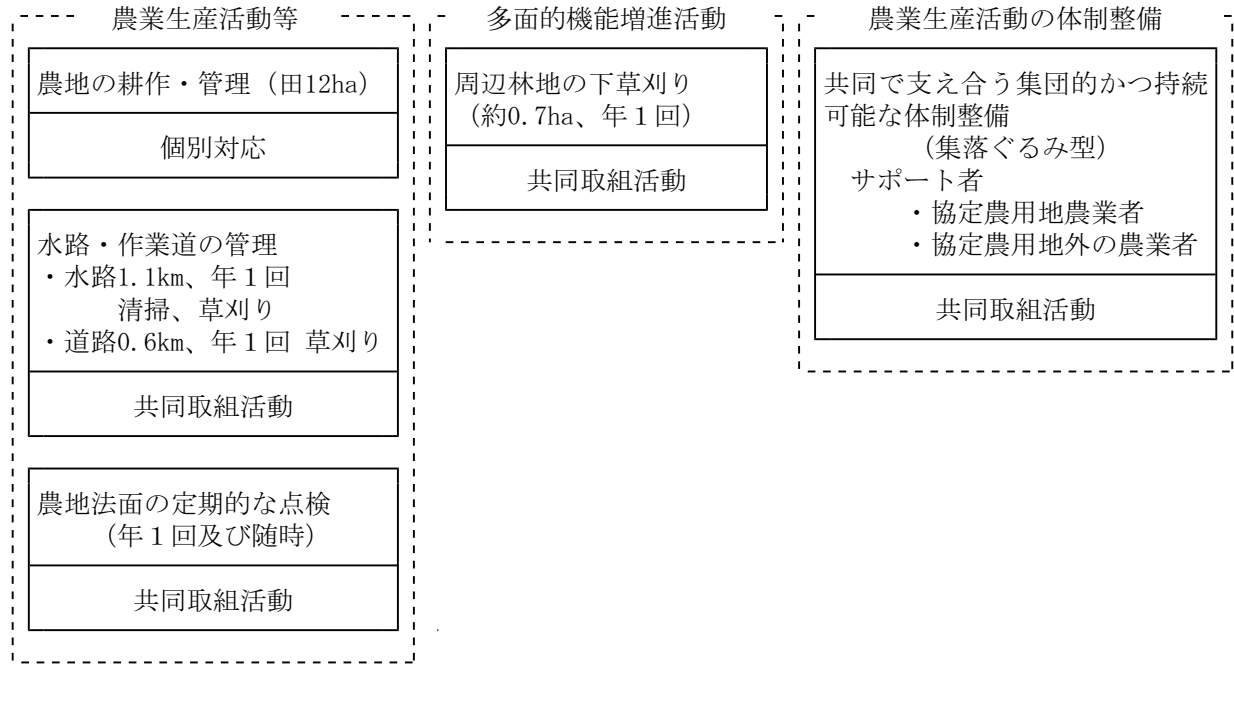 農業生産活動等
農地の耕作・管理（田12ha）
個別対応
水路・作業道の管理
・水路1.1km、年１回
清掃、草刈り
・道路0.6km、年１回 草刈り
共同取組活動
農地法面の定期的な点検
（年１回及び随時）
共同取組活動
多面的機能増進活動
周辺林地の下草刈り
（約0.7ha、年１回）
共同取組活動
農業生産活動の体制整備
共同で支え合う集団的かつ持続
可能な体制整備
（集落ぐるみ型）
サポート者
・協定農用地農業者
・協定農用地外の農業者
共同取組活動